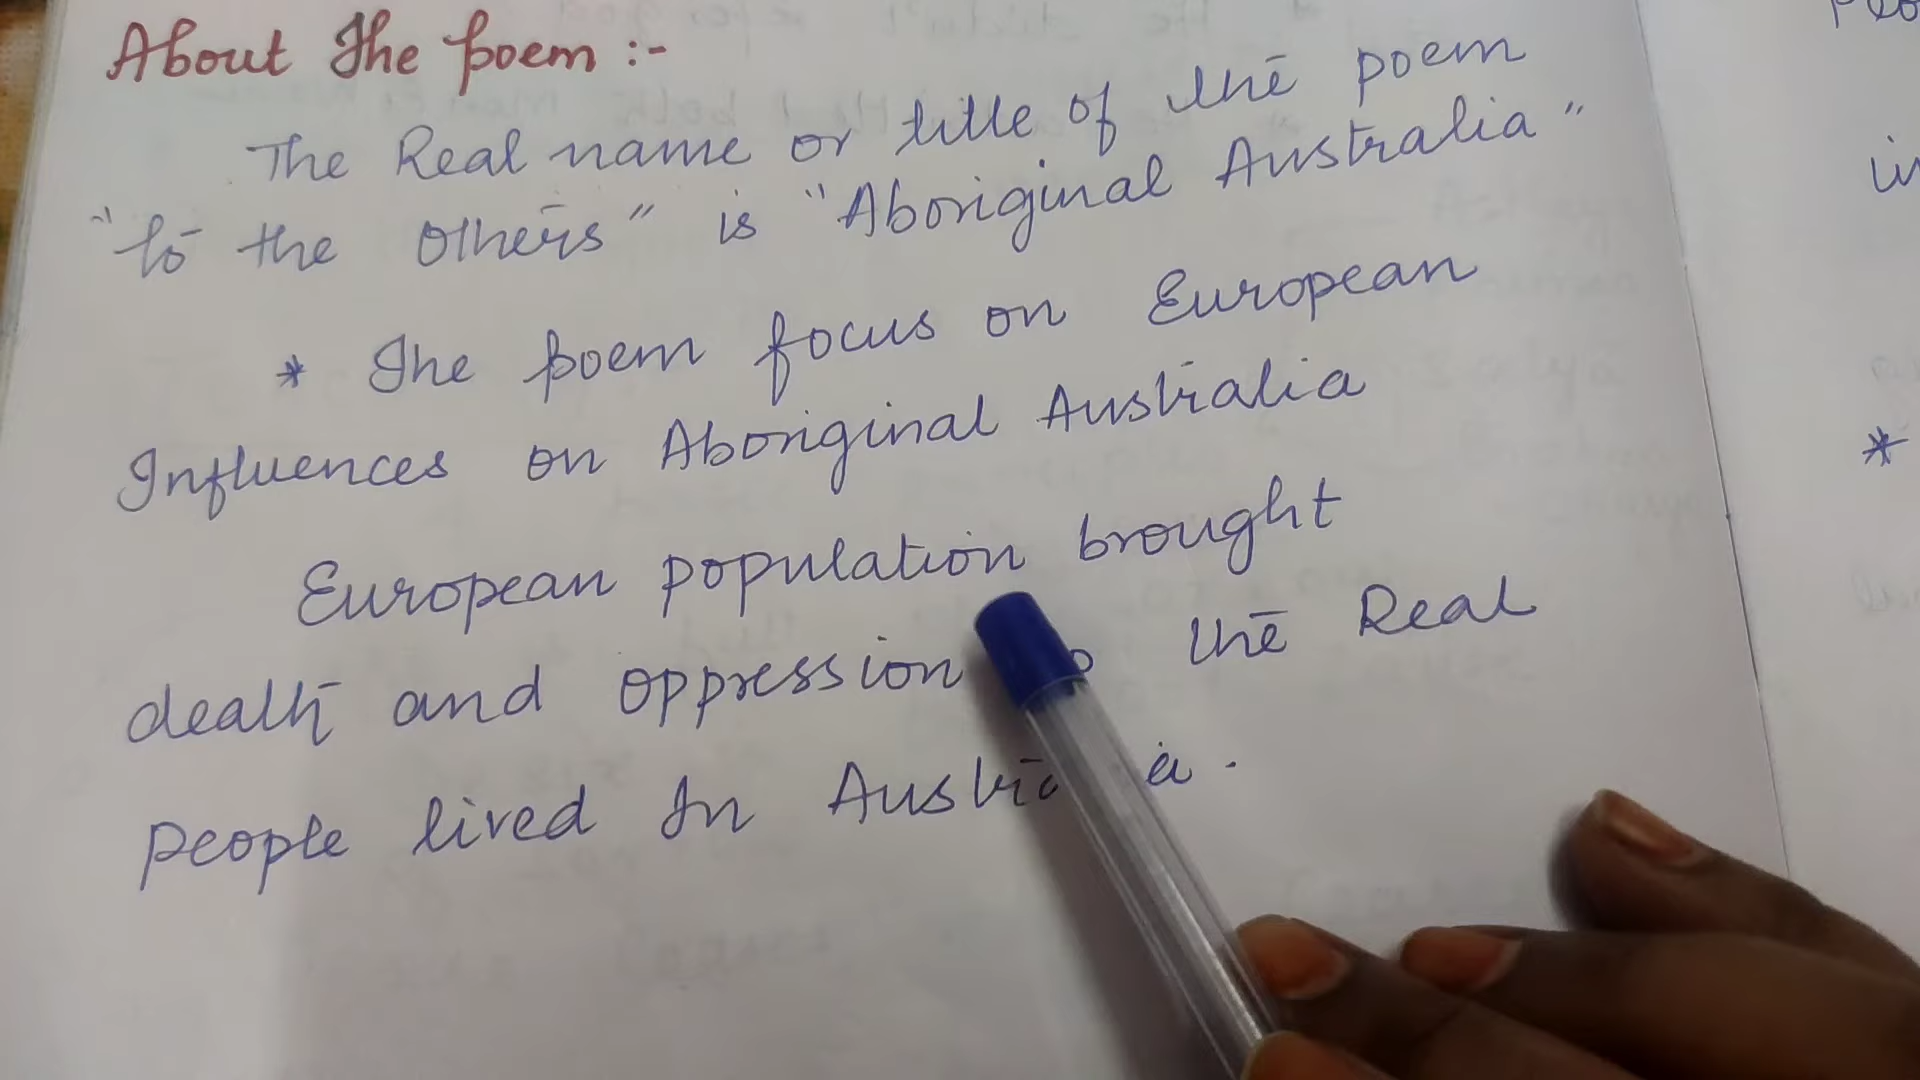 About The poem :-
The Real name or title of the poem
"to the others" is "Aboriginal Australia"
* The poem focus on European
Influences on Aboriginal Australia
European population brought
death and oppression the Real
People lived In
*